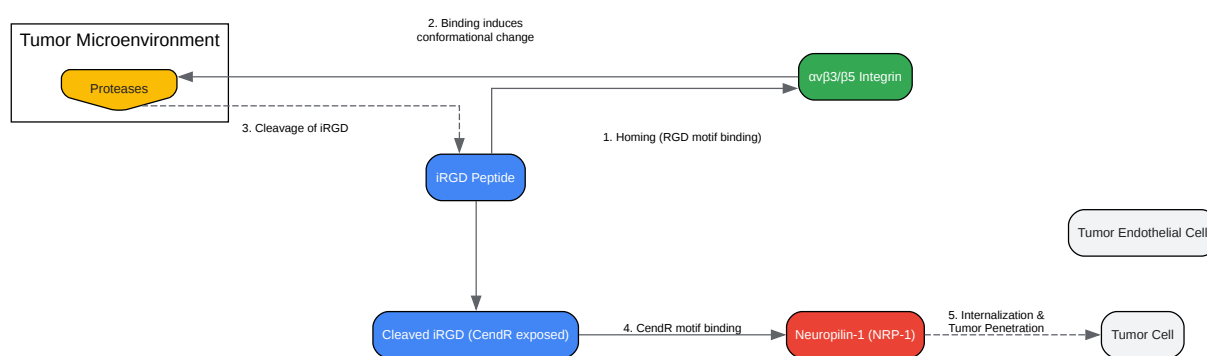 2. Binding induces
conformational change
Tumor Microenvironment
Proteases
αvβ3/β5 Integrin
3. Cleavage of iRGD
1. Homing (RGD motif binding)
iRGD Peptide
Tumor Endothelial Cell
Cleaved iRGD (CendR exposed)
4. CendR motif binding
Neuropilin-1 (NRP-1)
5. Internalization &
Tumor Penetration
Tumor Cell